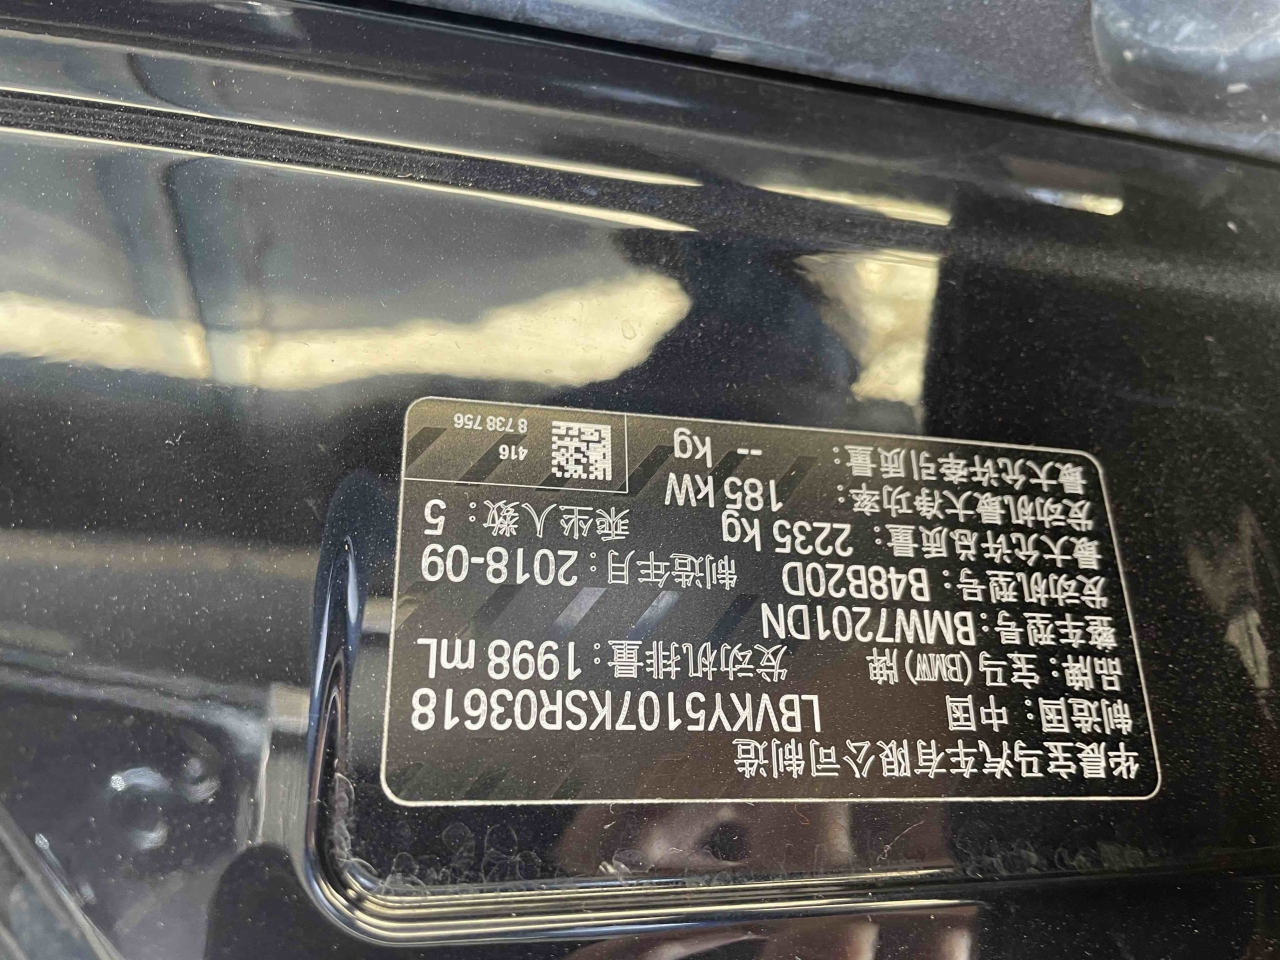 华晨宝马汽车有限公司制造
制造国：中国 LBVKY5107KSR03618
品牌：宝马(BMW)牌 发动机排量：1998 mL
整车型号：BMW7201DN
发动机型号：B48B20D 制造年月：2018-09
最大允许总质量：2235 kg 乘坐人数：5
发动机最大净功率：185 kW
最大允许牵引质量：-- kg
416
8 738 756